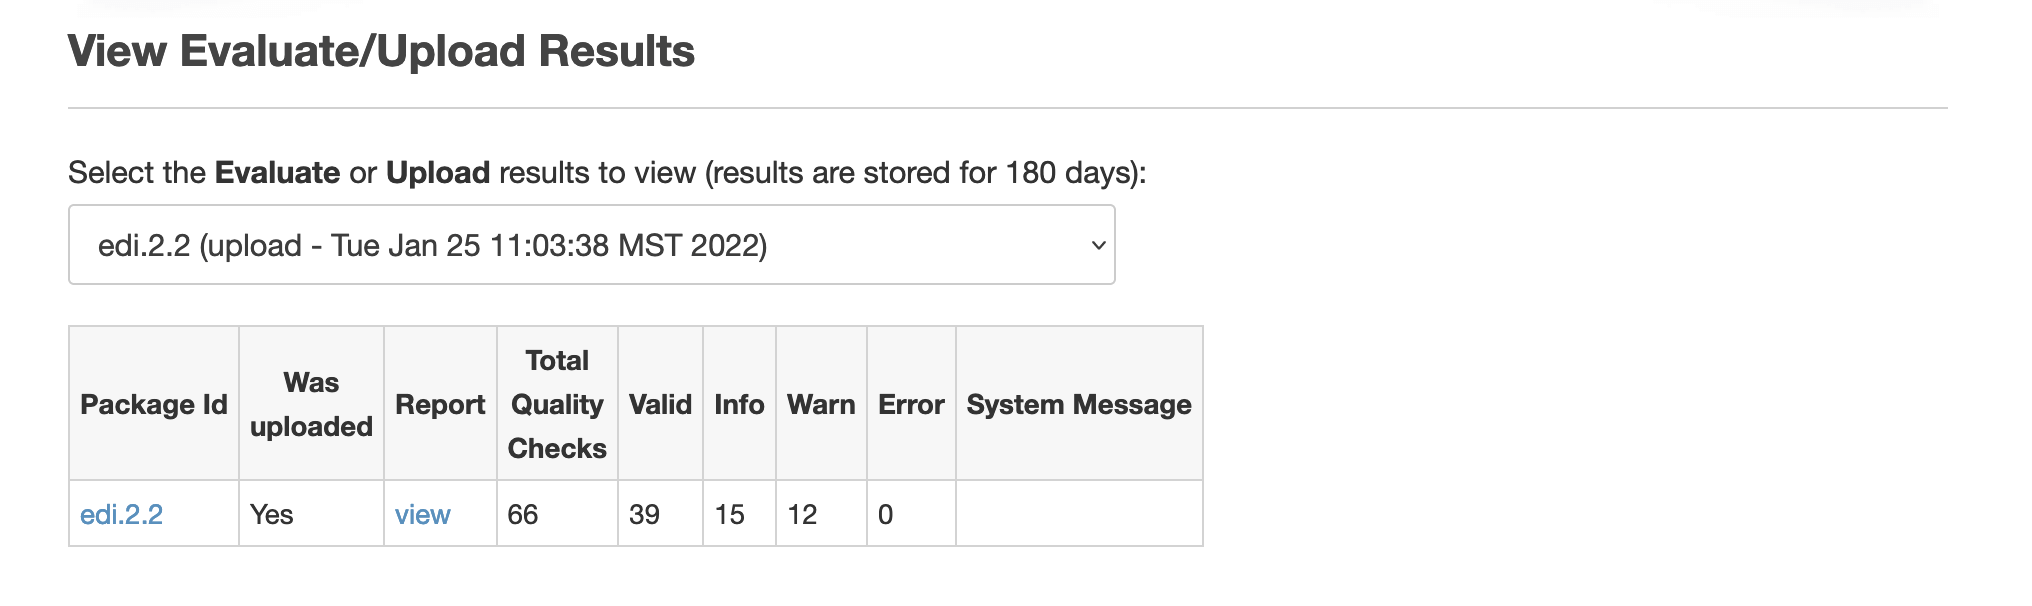 View Evaluate/Upload Results
Select the Evaluate or Upload results to view (results are stored for 180 days):
edi.2.2 (upload - Tue Jan 25 11:03:38 MST 2022)
Package Id Was uploaded Report Total Quality Checks Valid Info Warn Error System Message
edi.2.2 Yes view 66 39 15 12 0